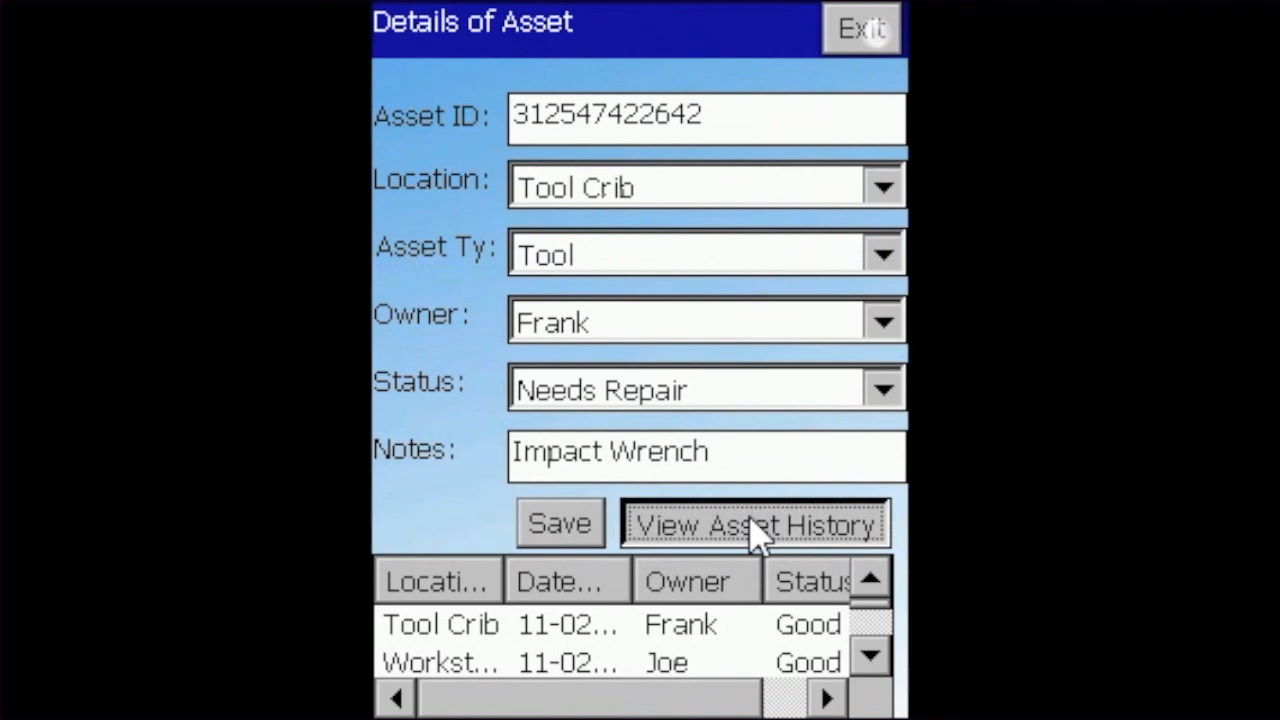 Details of Asset Exit
Asset ID: 312547422642
Location: Tool Crib
Asset Ty: Tool
Owner: Frank
Status: Needs Repair
Notes: Impact Wrench
Save View Asset History
Locati... Date... Owner Status
Tool Crib 11-02... Frank Good
Workst... 11-02... Joe Good